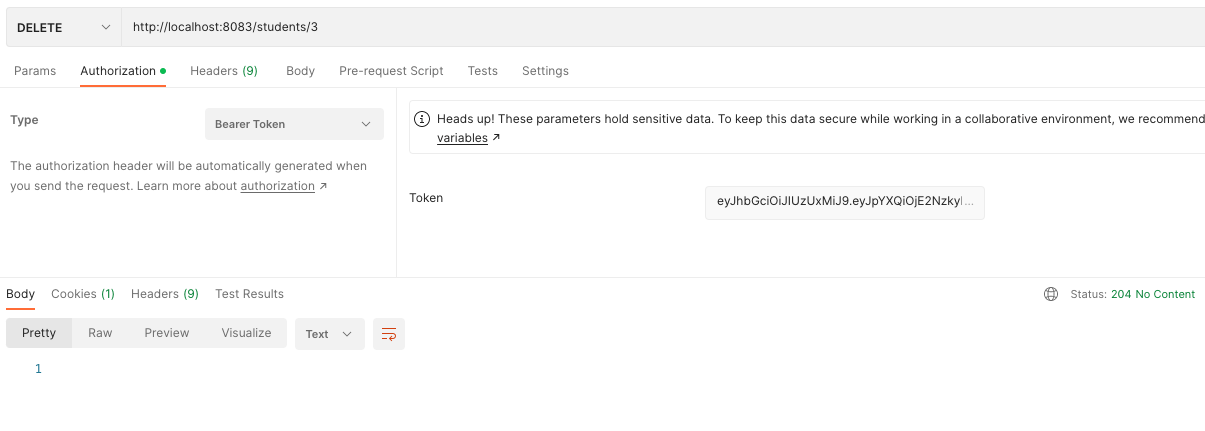 DELETE http://localhost:8083/students/3
Params Authorization Headers (9) Body Pre-request Script Tests Settings
Type Bearer Token
The authorization header will be automatically generated when
you send the request. Learn more about authorization ↗
Heads up! These parameters hold sensitive data. To keep this data secure while working in a collaborative environment, we recommend
variables ↗
Token eyJhbGciOiJIUzUxMiJ9.eyJpYXQiOjE2Nzkyl...
Body Cookies (1) Headers (9) Test Results Status: 204 No Content
Pretty Raw Preview Visualize Text
1